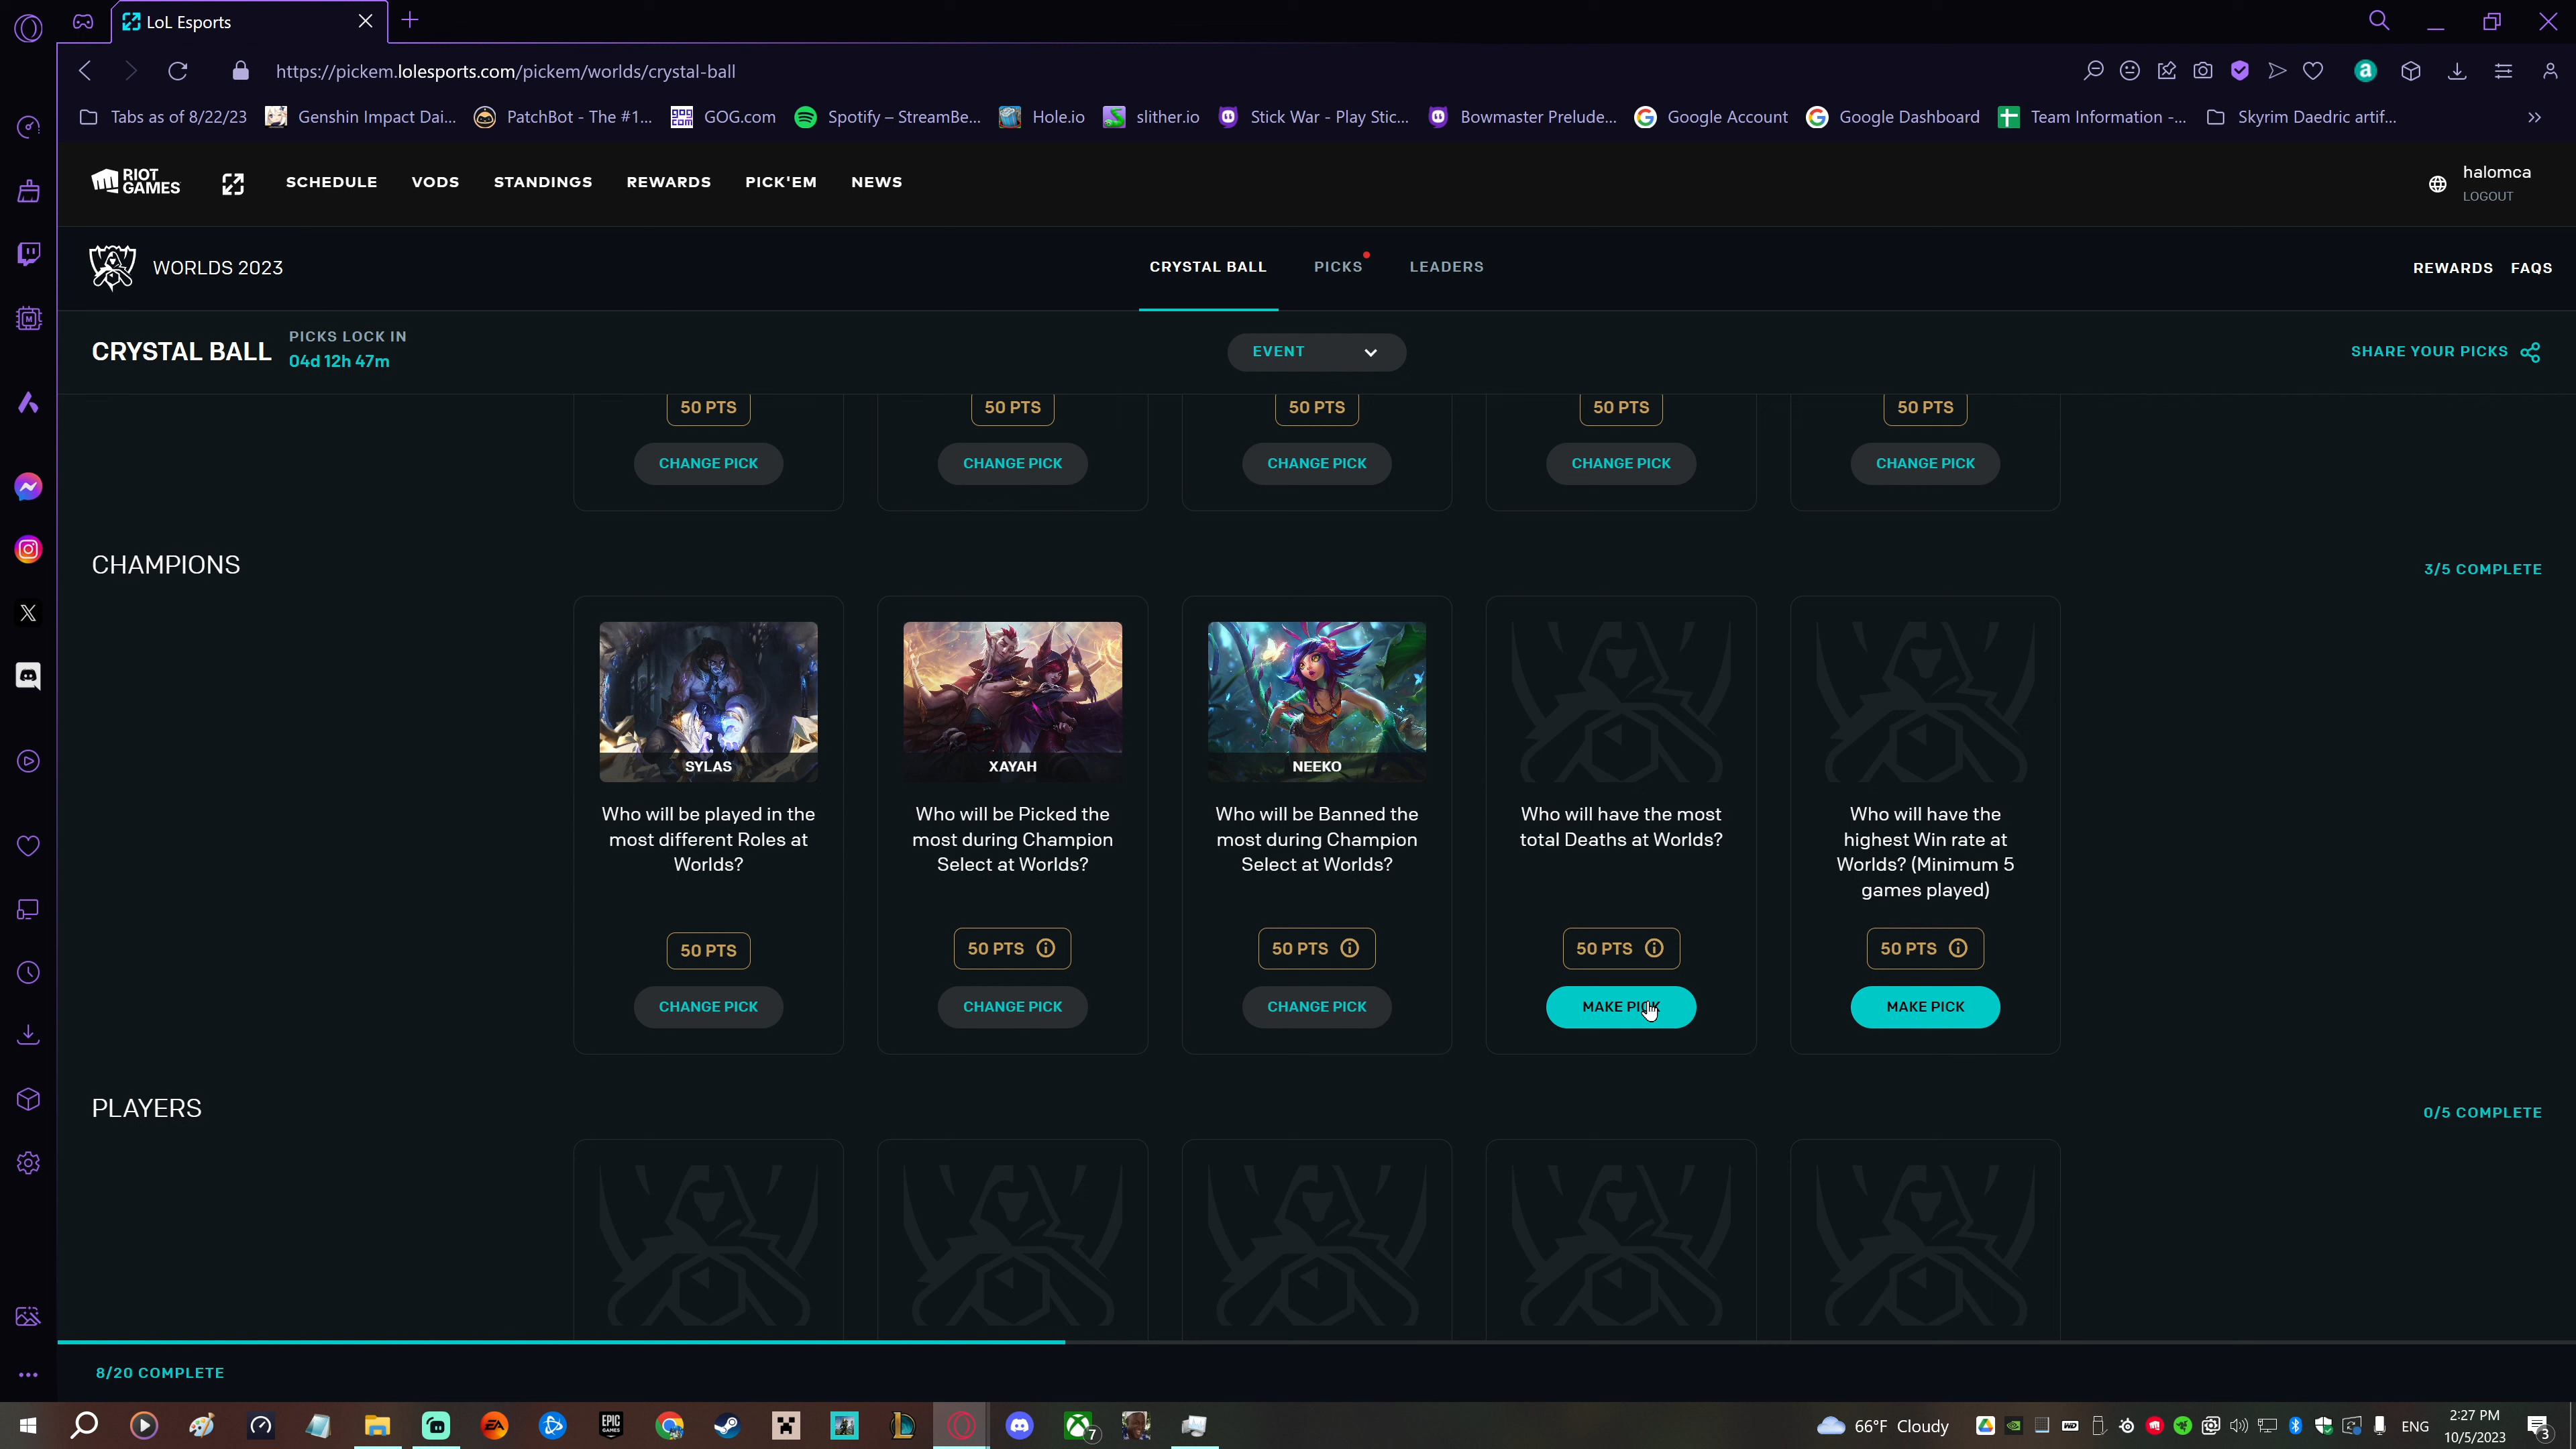 LoL Esports
https://pickem.lolesports.com/pickem/worlds/crystal-ball
Tabs as of 8/22/23
Genshin Impact Dai...
PatchBot - The #1...
GOG.com
Spotify – StreamBe...
Hole.io
slither.io
Stick War - Play Stic...
Bowmaster Prelude...
Google Account
Google Dashboard
Team Information -...
Skyrim Daedric artif...
RIOT GAMES
SCHEDULE
VODS
STANDINGS
REWARDS
PICK'EM
NEWS
halomca
LOGOUT
WORLDS 2023
CRYSTAL BALL
PICKS
LEADERS
REWARDS
FAQS
CRYSTAL BALL
PICKS LOCK IN
04d 12h 47m
EVENT
SHARE YOUR PICKS
50 PTS
50 PTS
50 PTS
50 PTS
50 PTS
CHANGE PICK
CHANGE PICK
CHANGE PICK
CHANGE PICK
CHANGE PICK
CHAMPIONS
3/5 COMPLETE
SYLAS
Who will be played in the
most different Roles at
Worlds?
50 PTS
CHANGE PICK
XAYAH
Who will be Picked the
most during Champion
Select at Worlds?
50 PTS
CHANGE PICK
NEEKO
Who will be Banned the
most during Champion
Select at Worlds?
50 PTS
CHANGE PICK
Who will have the most
total Deaths at Worlds?
50 PTS
MAKE PICK
Who will have the
highest Win rate at
Worlds? (Minimum 5
games played)
50 PTS
MAKE PICK
PLAYERS
0/5 COMPLETE
8/20 COMPLETE
66°F Cloudy
ENG
2:27 PM
10/5/2023